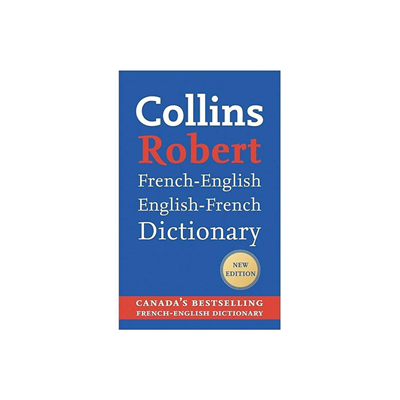 Collins
Robert
French-English
English-French
Dictionary
NEW
EDITION
CANADA'S BESTSELLING
FRENCH-ENGLISH DICTIONARY